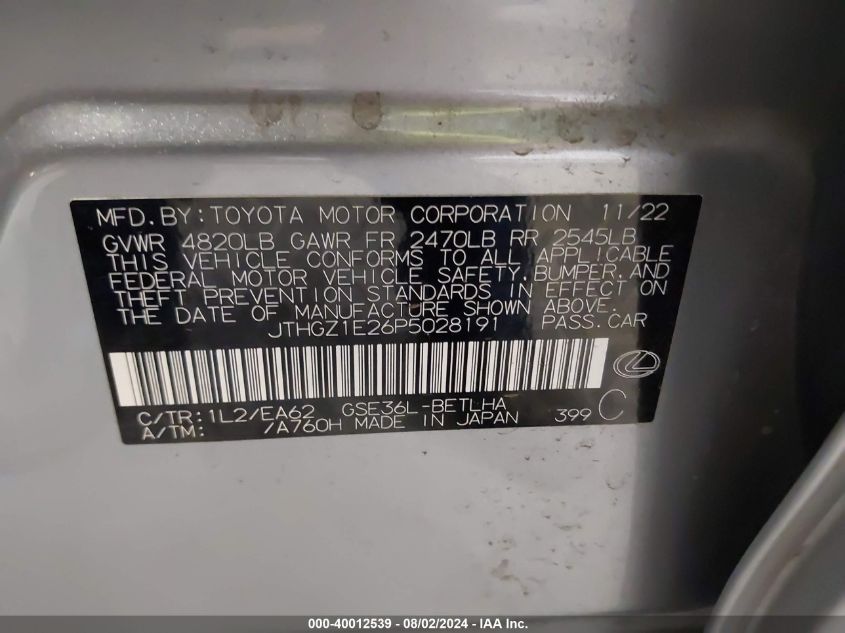 MFD. BY: TOYOTA MOTOR CORPORATION 11/22
GVWR 4820LB GAWR FR 2470LB RR 2545LB
THIS VEHICLE CONFORMS TO ALL APPLICABLE
FEDERAL MOTOR VEHICLE SAFETY, BUMPER, AND
THEFT PREVENTION STANDARDS IN EFFECT ON
THE DATE OF MANUFACTURE SHOWN ABOVE.
JTHGZ1E26P5028191 PASS. CAR
C/TR: 1L2/EA62 GSE36L-BETLHA
A/TM: /A760H MADE IN JAPAN 399 C
000-40012539 - 08/02/2024 - IAA Inc.